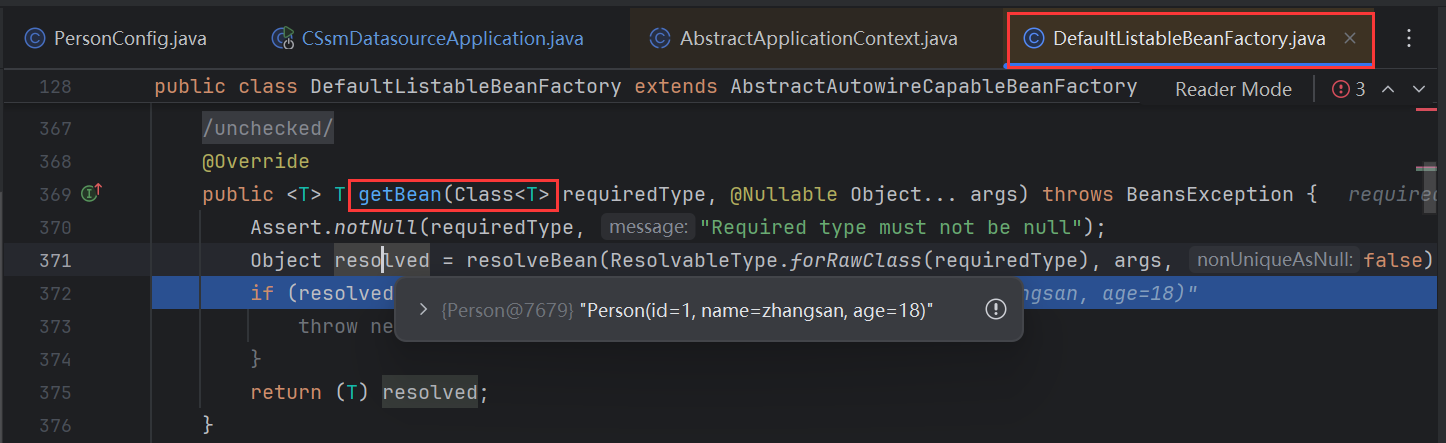 PersonConfig.java CSsmDatasourceApplication.java AbstractApplicationContext.java DefaultListableBeanFactory.java
128 public class DefaultListableBeanFactory extends AbstractAutowireCapableBeanFactory Reader Mode 3
367 /unchecked/
368 @Override
369 public <T> T getBean(Class<T> requiredType, @Nullable Object... args) throws BeansException { required
370 Assert.notNull(requiredType, message: "Required type must not be null");
371 Object resolved = resolveBean(ResolvableType.forRawClass(requiredType), args, nonUniqueAsNull: false)
372 if (resolved ngsan, age=18)"
{Person@7679} "Person(id=1, name=zhangsan, age=18)"
373 throw ne
374 }
375 return (T) resolved;
376 }